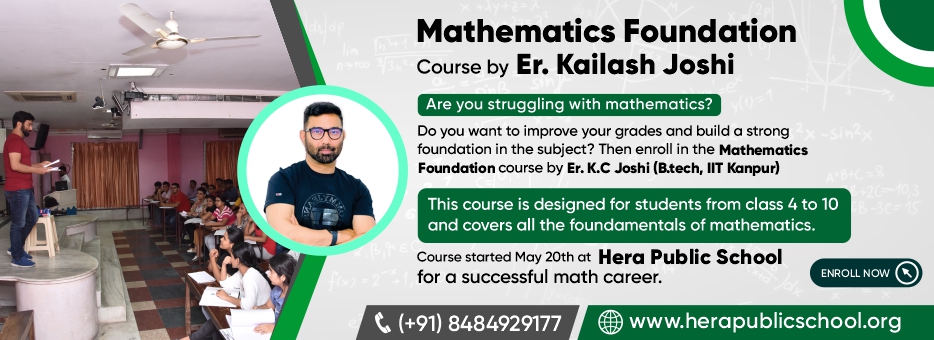 Mathematics Foundation
Course by Er. Kailash Joshi
Are you struggling with mathematics?
Do you want to improve your grades and build a strong
foundation in the subject? Then enroll in the Mathematics
Foundation course by Er. K.C Joshi (B.tech, IIT Kanpur)
This course is designed for students from class 4 to 10
and covers all the foundamentals of mathematics.
Course started May 20th at Hera Public School
for a successful math career.
ENROLL NOW
(+91) 8484929177
www.herapublicschool.org